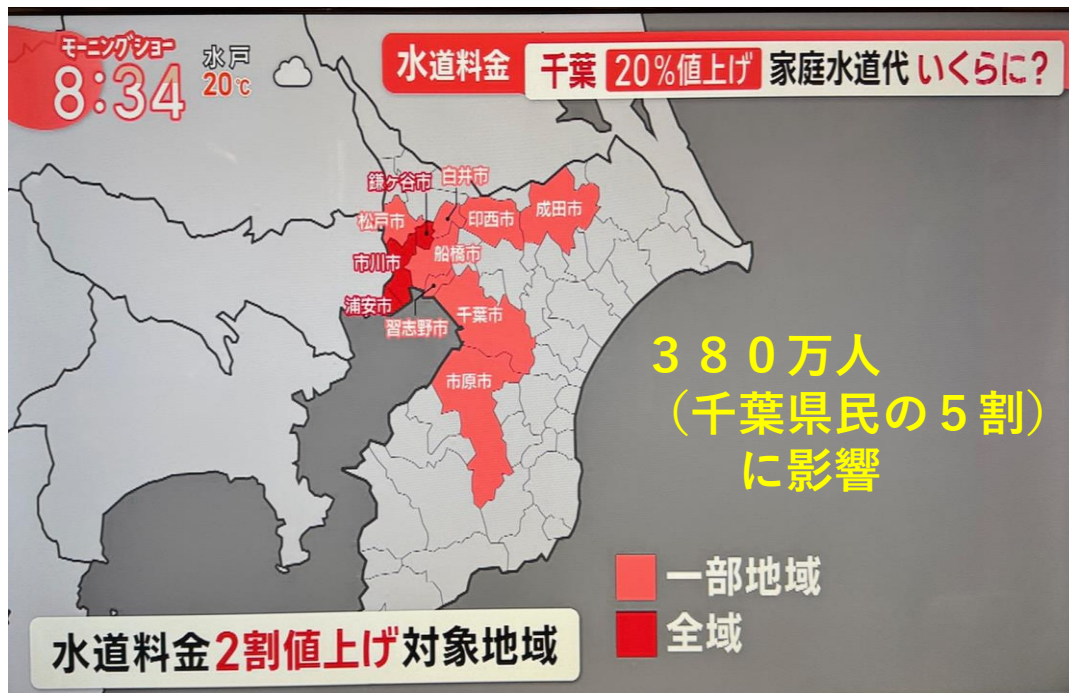 モーニングショー
8:34
水戸
20℃
水道料金
千葉 20%値上げ 家庭水道代 いくらに?
鎌ケ谷市
白井市
松戸市
印西市
成田市
市川市
船橋市
浦安市
習志野市
千葉市
市原市
380万人
(千葉県民の5割)
に影響
一部地域
全域
水道料金2割値上げ対象地域